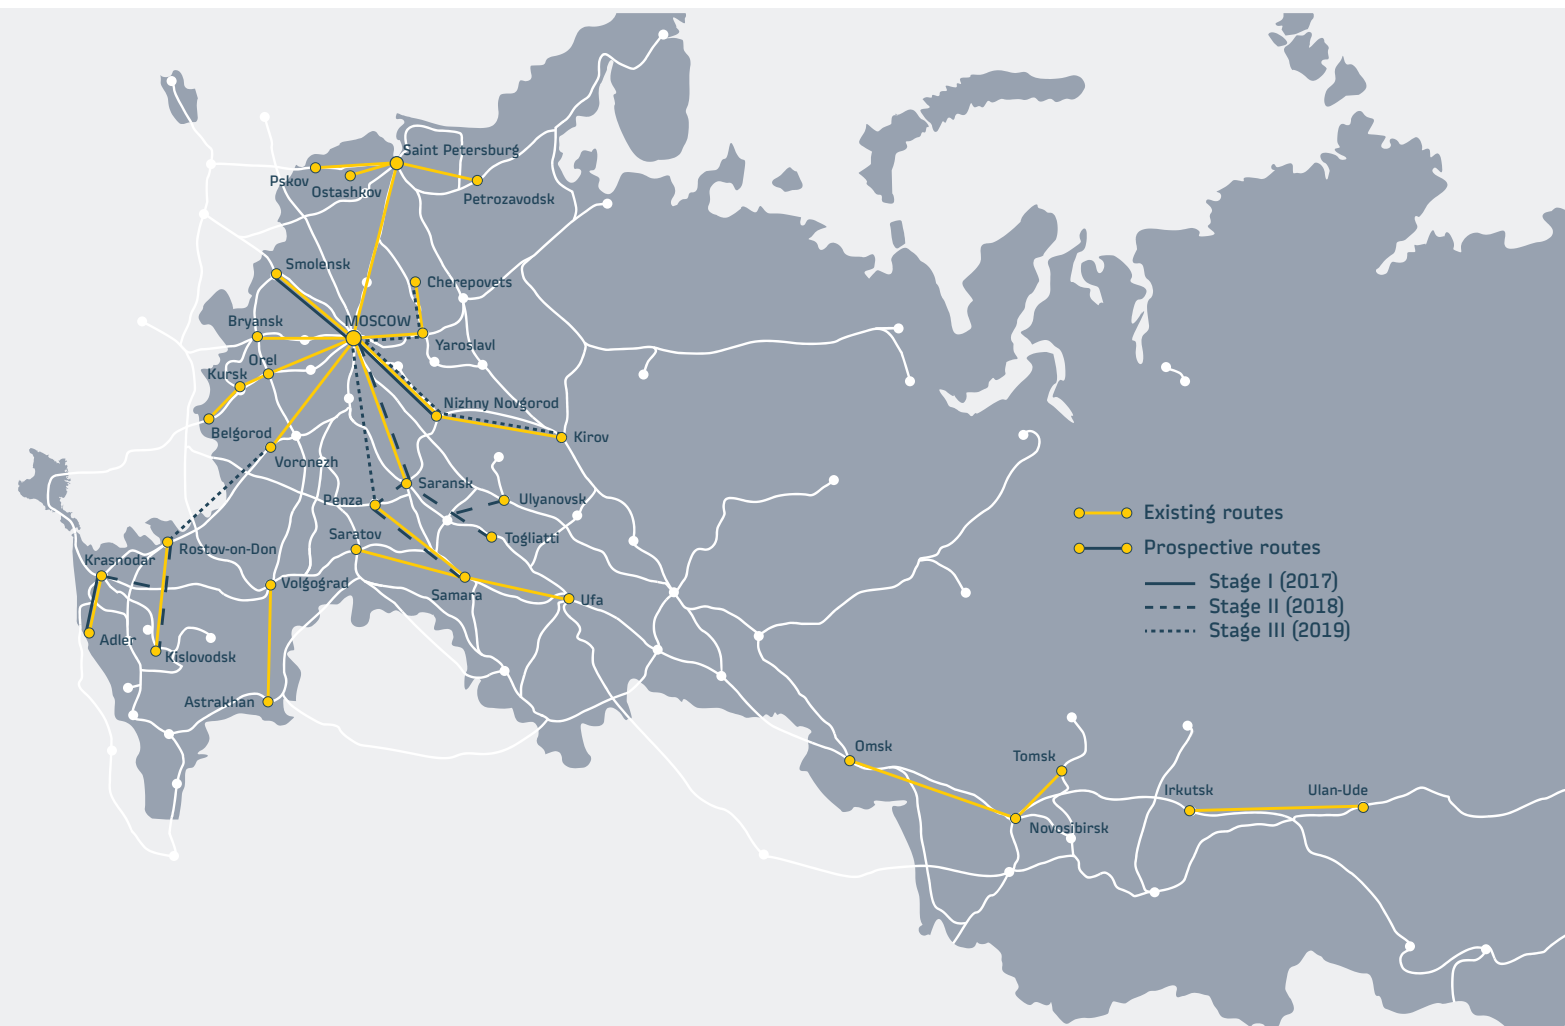 Saint Petersburg
Pskov
Ostashkov
Petrozavodsk
Smolensk
Cherepovets
Bryansk
MOSCOW
Yaroslavl
Orel
Kursk
Nizhny Novgorod
Belgorod
Kirov
Voronezh
Saransk
Penza
Ulyanovsk
Existing routes
Saratov
Togliatti
Rostov-on-Don
Prospective routes
Krasnodar
Volgograd
Stage I (2017)
Samara
Ufa
Stage II (2018)
Stage III (2019)
Adler
Kislovodsk
Astrakhan
Omsk
Tomsk
Irkutsk
Ulan-Ude
Novosibirsk